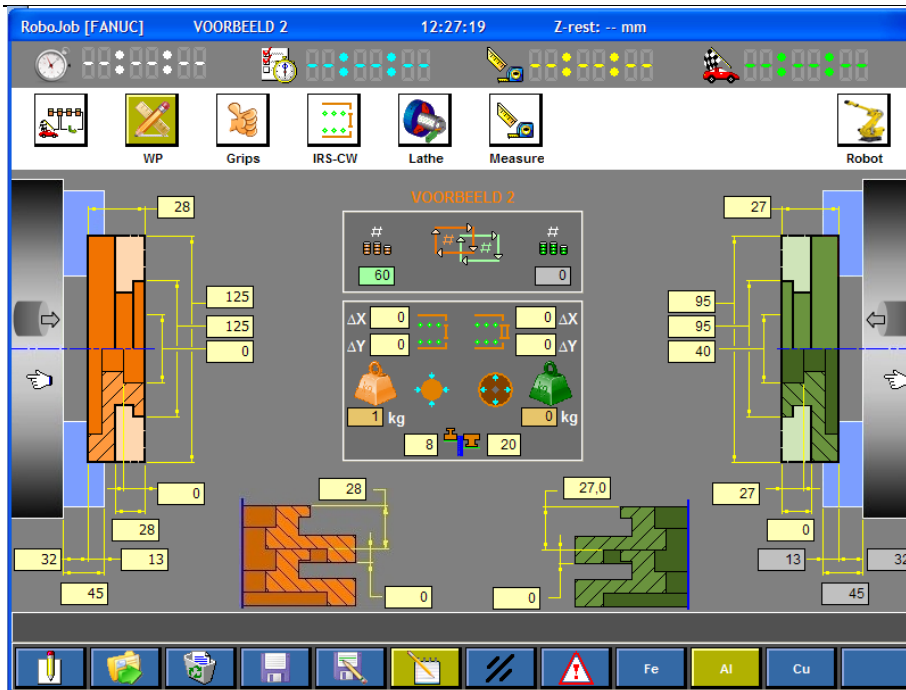 RoboJob [FANUC] VOORBEELD 2 12:27:19 Z-rest: -- mm
WP Grips IRS-CW Lathe Measure Robot
VOORBEELD 2
28 27
# # # #
60 0
125 95
125 95
0 40
ΔX 0 0 ΔX
ΔY 0 0 ΔY
1 kg 0 kg
8 20
0 28 27,0 27
28 0
32 13 13 32
45 0 0 45
Fe Al Cu